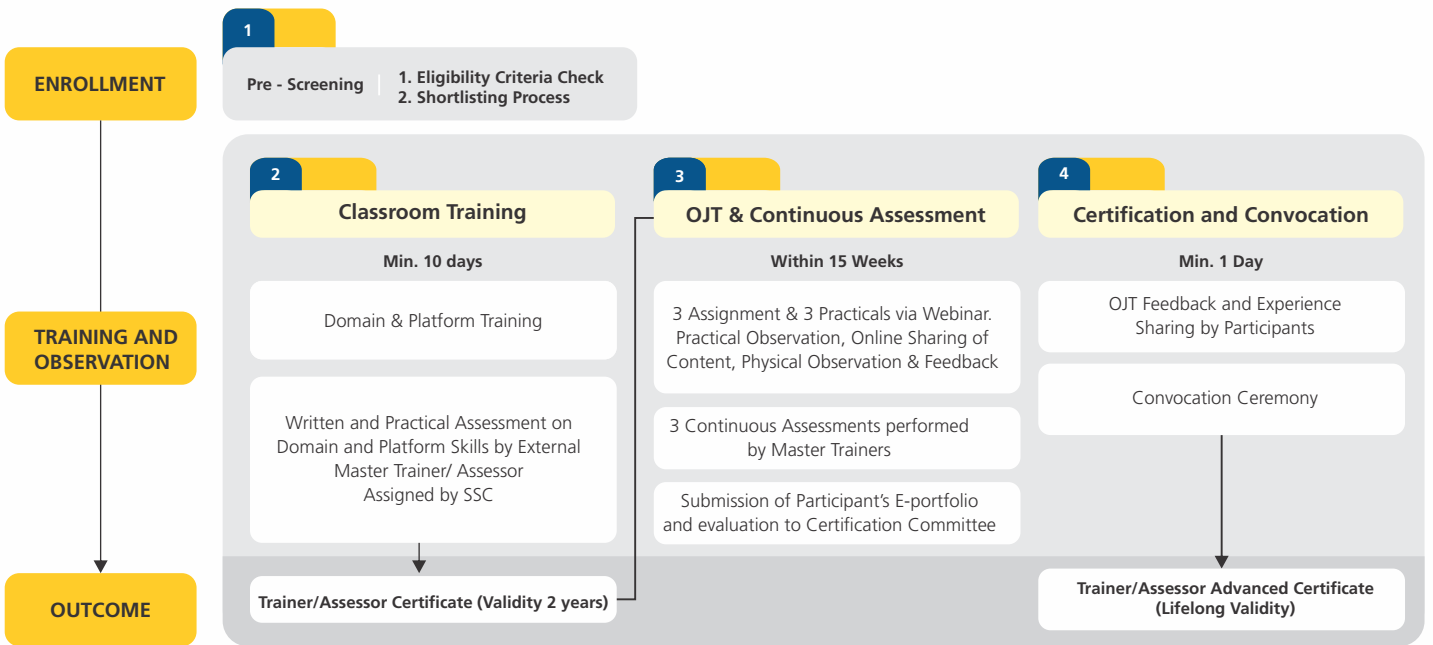 ENROLLMENT
1
Pre - Screening
1. Eligibility Criteria Check
2. Shortlisting Process
TRAINING AND
OBSERVATION
2
Classroom Training
Min. 10 days
Domain & Platform Training
Written and Practical Assessment on
Domain and Platform Skills by External
Master Trainer/ Assessor
Assigned by SSC
3
OJT & Continuous Assessment
Within 15 Weeks
3 Assignment & 3 Practicals via Webinar.
Practical Observation, Online Sharing of
Content, Physical Observation & Feedback
3 Continuous Assessments performed
by Master Trainers
Submission of Participant's E-portfolio
and evaluation to Certification Committee
4
Certification and Convocation
Min. 1 Day
OJT Feedback and Experience
Sharing by Participants
Convocation Ceremony
OUTCOME
Trainer/Assessor Certificate (Validity 2 years)
Trainer/Assessor Advanced Certificate
(Lifelong Validity)